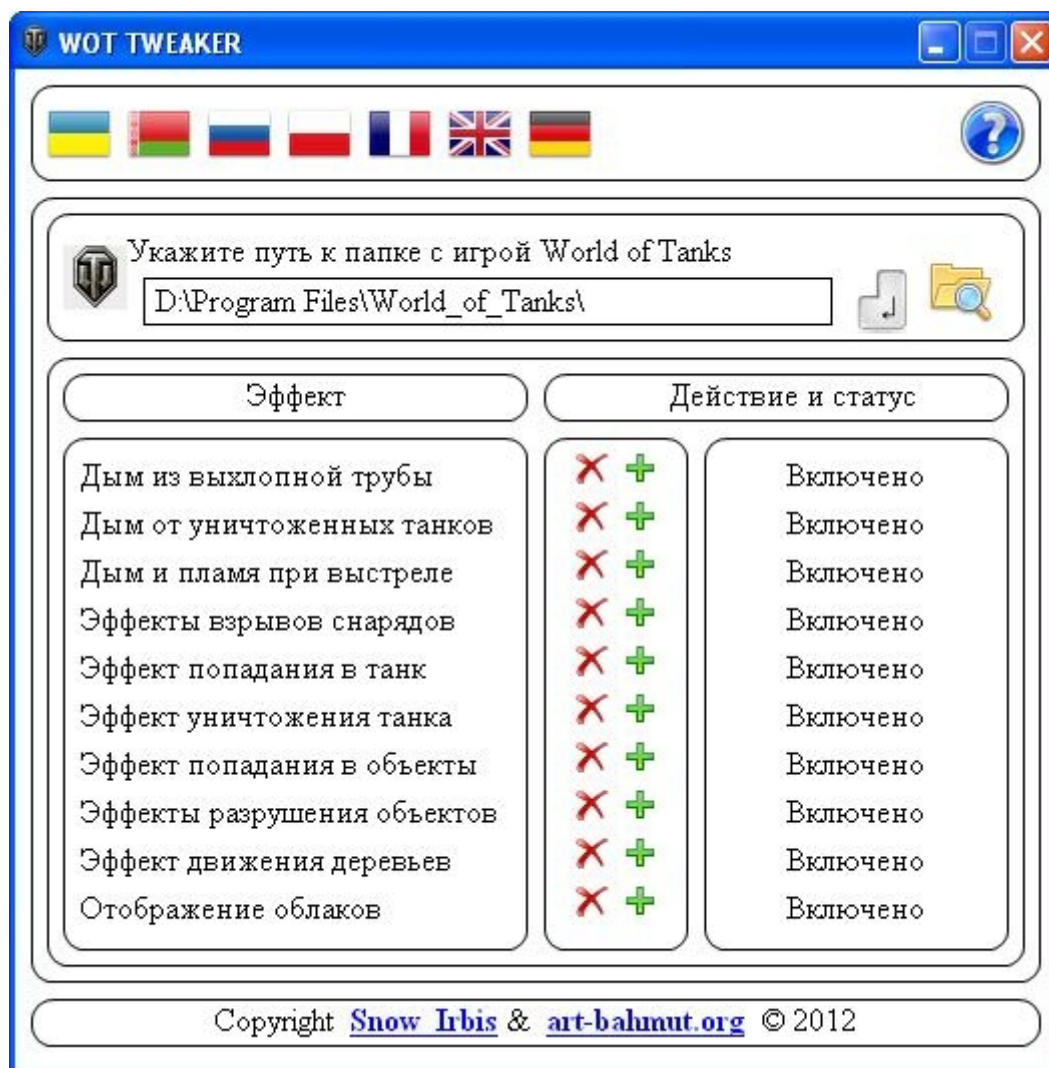 WOT TWEAKER
Укажите путь к папке с игрой World of Tanks
D:\Program Files\World_of_Tanks\
Эффект Действие и статус
Дым из выхлопной трубы Включено
Дым от уничтоженных танков Включено
Дым и пламя при выстреле Включено
Эффекты взрывов снарядов Включено
Эффект попадания в танк Включено
Эффект уничтожения танка Включено
Эффект попадания в объекты Включено
Эффекты разрушения объектов Включено
Эффект движения деревьев Включено
Отображение облаков Включено
Copyright Snow_Irbis & art-bahmut.org © 2012